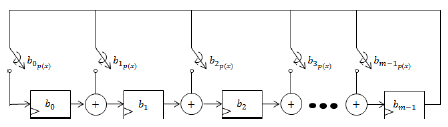 b₀ₚ₍ₓ₎ b₁ₚ₍ₓ₎ b₂ₚ₍ₓ₎ b₃ₚ₍ₓ₎ bₘ₋₁ₚ₍ₓ₎
b₀ + b₁ + b₂ + ••• + bₘ₋₁